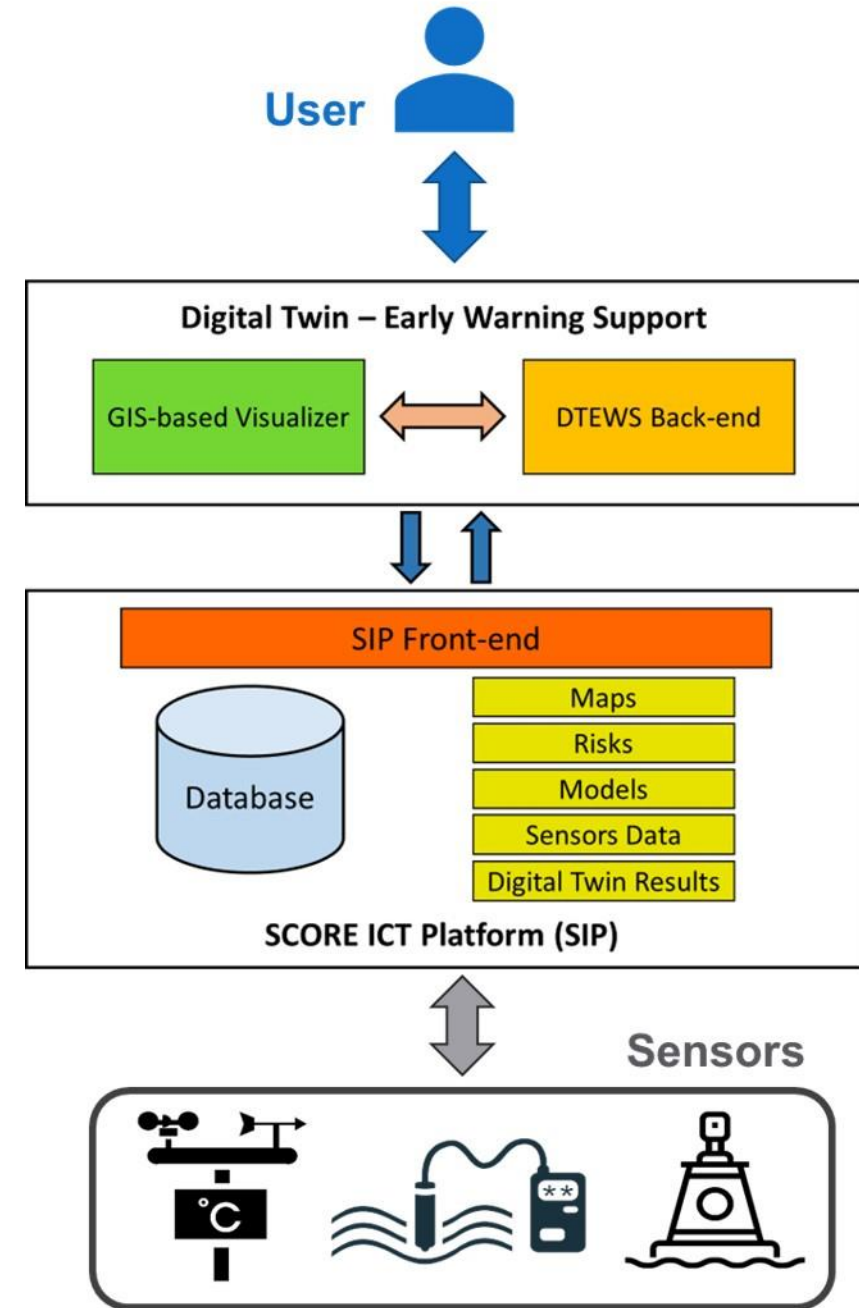 User
Digital Twin – Early Warning Support
GIS-based Visualizer
DTEWS Back-end
SIP Front-end
Database
Maps
Risks
Models
Sensors Data
Digital Twin Results
SCORE ICT Platform (SIP)
Sensors
°C
**